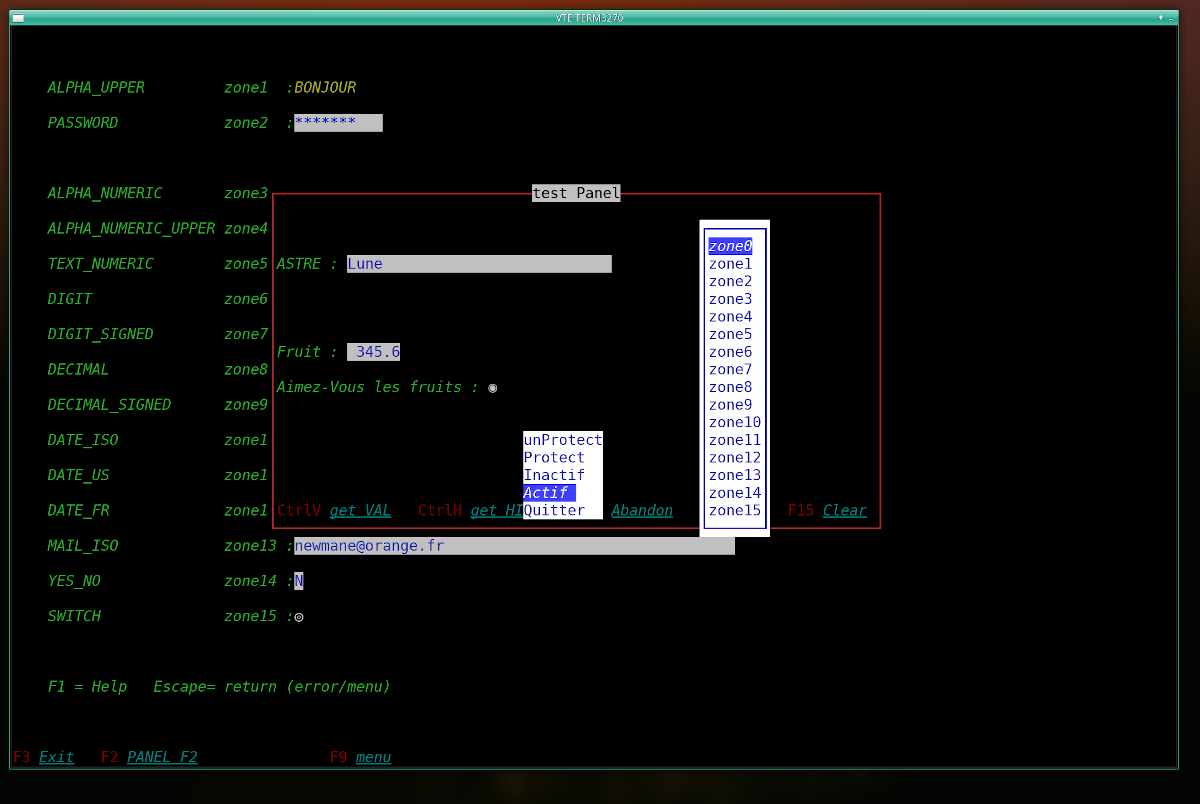 VTE TERM3270
ALPHA_UPPER zone1 :BONJOUR
PASSWORD zone2 :*******
ALPHA_NUMERIC zone3 test Panel
ALPHA_NUMERIC_UPPER zone4
zone0
TEXT_NUMERIC zone5 ASTRE : Lune zone1
zone2
DIGIT zone6 zone3
zone4
DIGIT_SIGNED zone7 zone5
Fruit : 345.6 zone6
DECIMAL zone8 zone7
Aimez-Vous les fruits : ◉ zone8
DECIMAL_SIGNED zone9 zone9
zone10
DATE_ISO zone1 unProtect zone11
Protect zone12
DATE_US zone1 Inactif zone13
Actif zone14
DATE_FR zone1 CtrlV get VAL CtrlH get HI Quitter Abandon zone15 F15 Clear
MAIL_ISO zone13 :newmane@orange.fr
YES_NO zone14 :N
SWITCH zone15 :◎
F1 = Help Escape= return (error/menu)
F3 Exit F2 PANEL F2 F9 menu